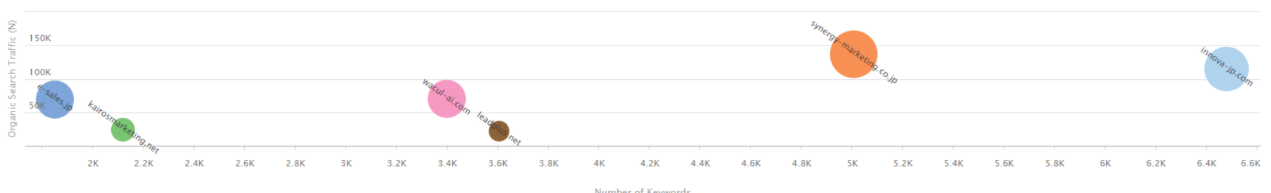 Organic Search Traffic (N)
150K
100K
50K
e-sales.jp
kairosmarketing.net
wacul-ai.com
leadplus.net
synergy-marketing.co.jp
innova-jp.com
2K 2.2K 2.4K 2.6K 2.8K 3K 3.2K 3.4K 3.6K 3.8K 4K 4.2K 4.4K 4.6K 4.8K 5K 5.2K 5.4K 5.6K 5.8K 6K 6.2K 6.4K 6.6K
Number of Keywords